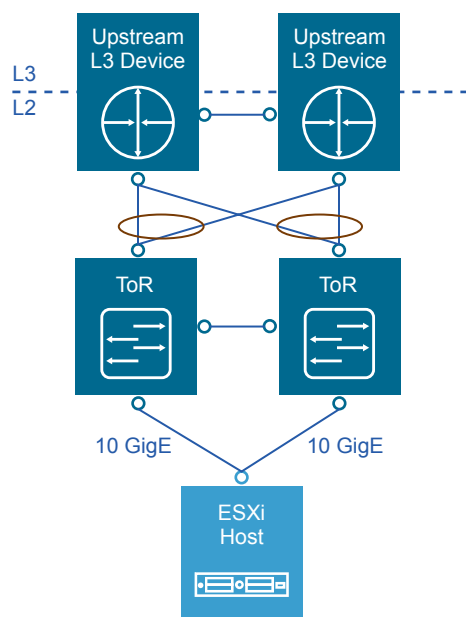 Upstream
L3 Device
Upstream
L3 Device
L3
L2
ToR
ToR
10 GigE
10 GigE
ESXi
Host